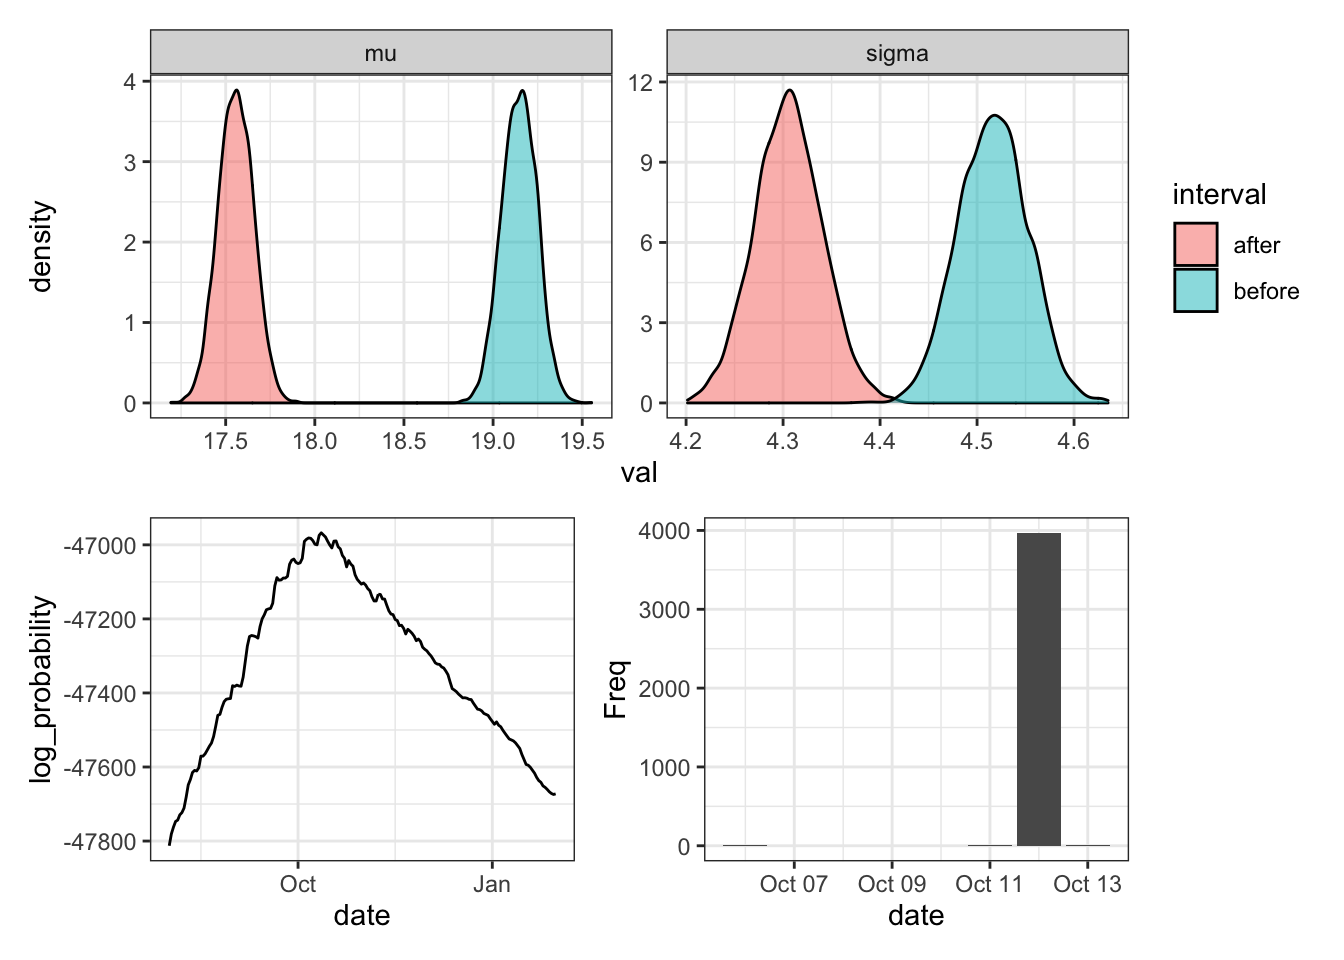 mu
sigma
4
3
2
1
0
density
17.5 18.0 18.5 19.0 19.5
12
9
6
3
0
4.2 4.3 4.4 4.5 4.6
val
interval
after
before
-47000
-47200
-47400
-47600
-47800
log_probability
Oct Jan
date
4000
3000
2000
1000
0
Freq
Oct 07 Oct 09 Oct 11 Oct 13
date